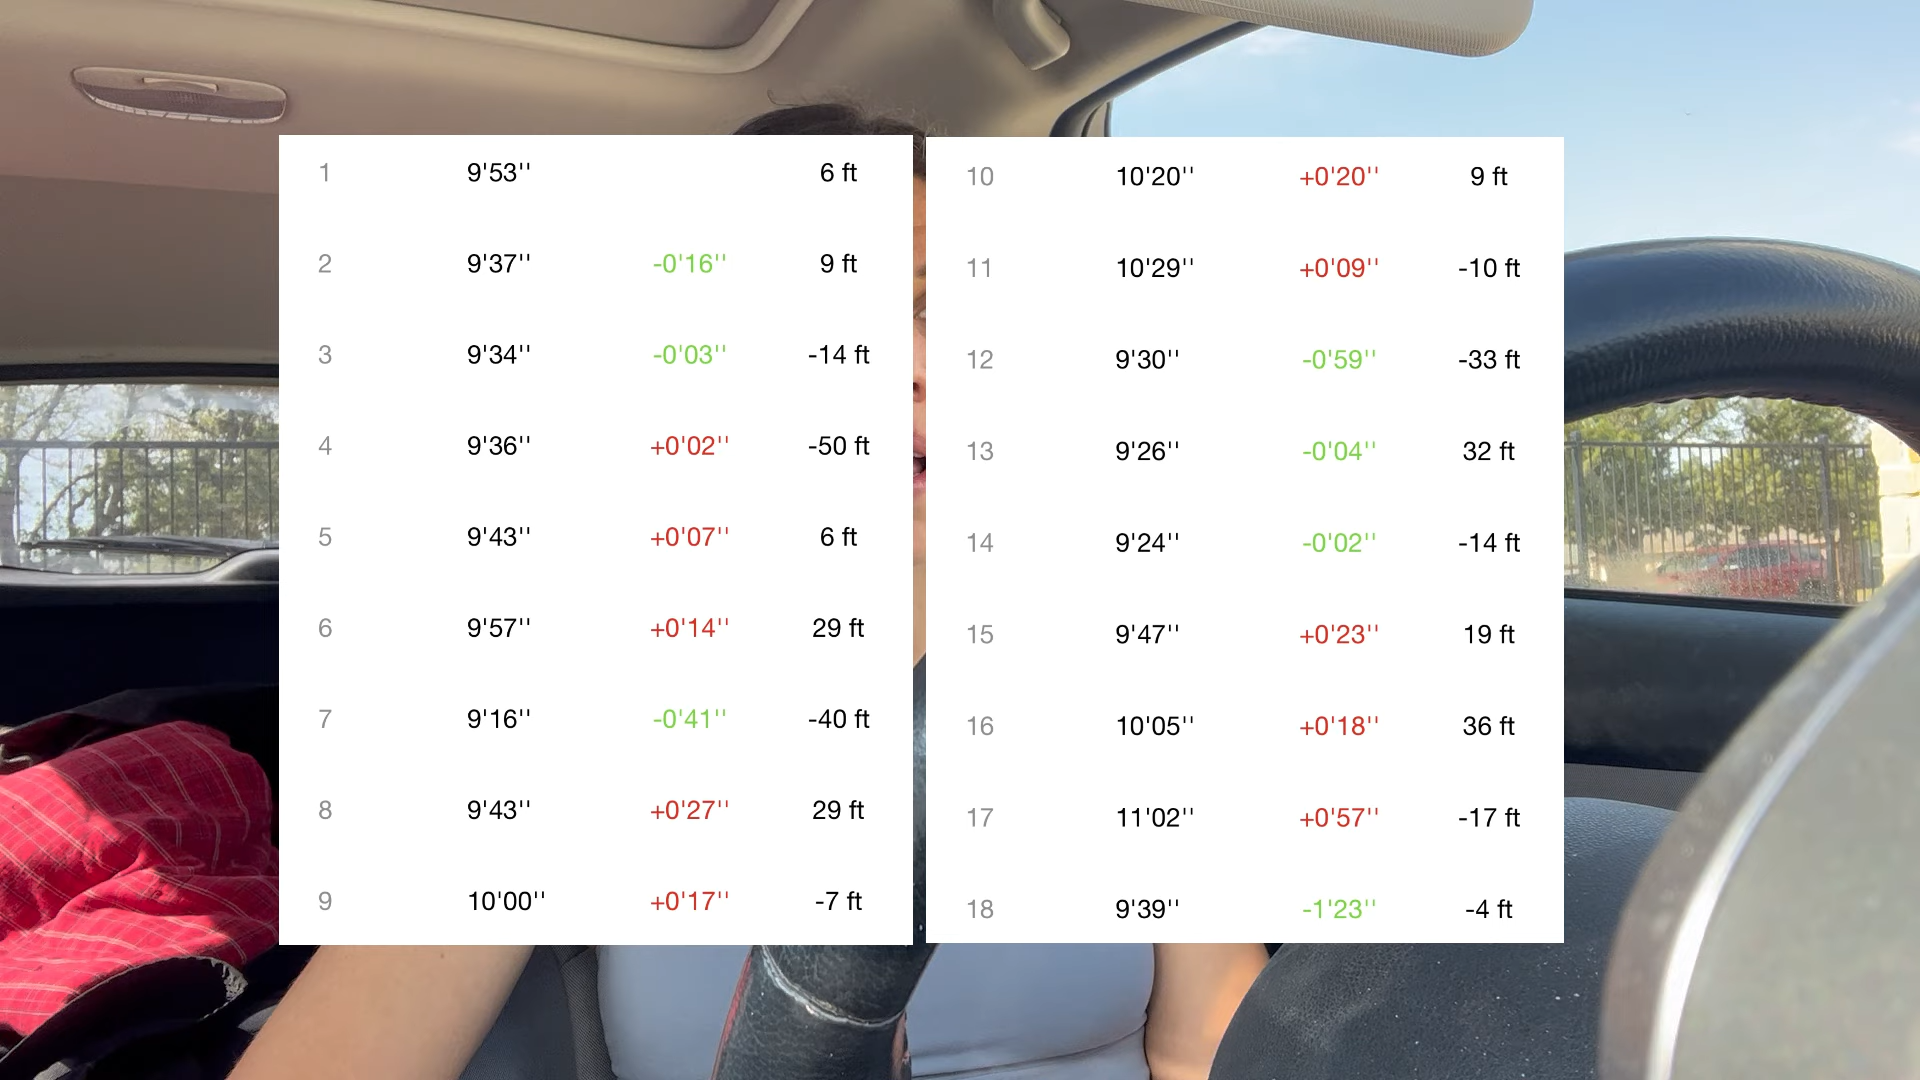 1 9'53'' 6 ft
2 9'37'' -0'16'' 9 ft
3 9'34'' -0'03'' -14 ft
4 9'36'' +0'02'' -50 ft
5 9'43'' +0'07'' 6 ft
6 9'57'' +0'14'' 29 ft
7 9'16'' -0'41'' -40 ft
8 9'43'' +0'27'' 29 ft
9 10'00'' +0'17'' -7 ft
10 10'20'' +0'20'' 9 ft
11 10'29'' +0'09'' -10 ft
12 9'30'' -0'59'' -33 ft
13 9'26'' -0'04'' 32 ft
14 9'24'' -0'02'' -14 ft
15 9'47'' +0'23'' 19 ft
16 10'05'' +0'18'' 36 ft
17 11'02'' +0'57'' -17 ft
18 9'39'' -1'23'' -4 ft